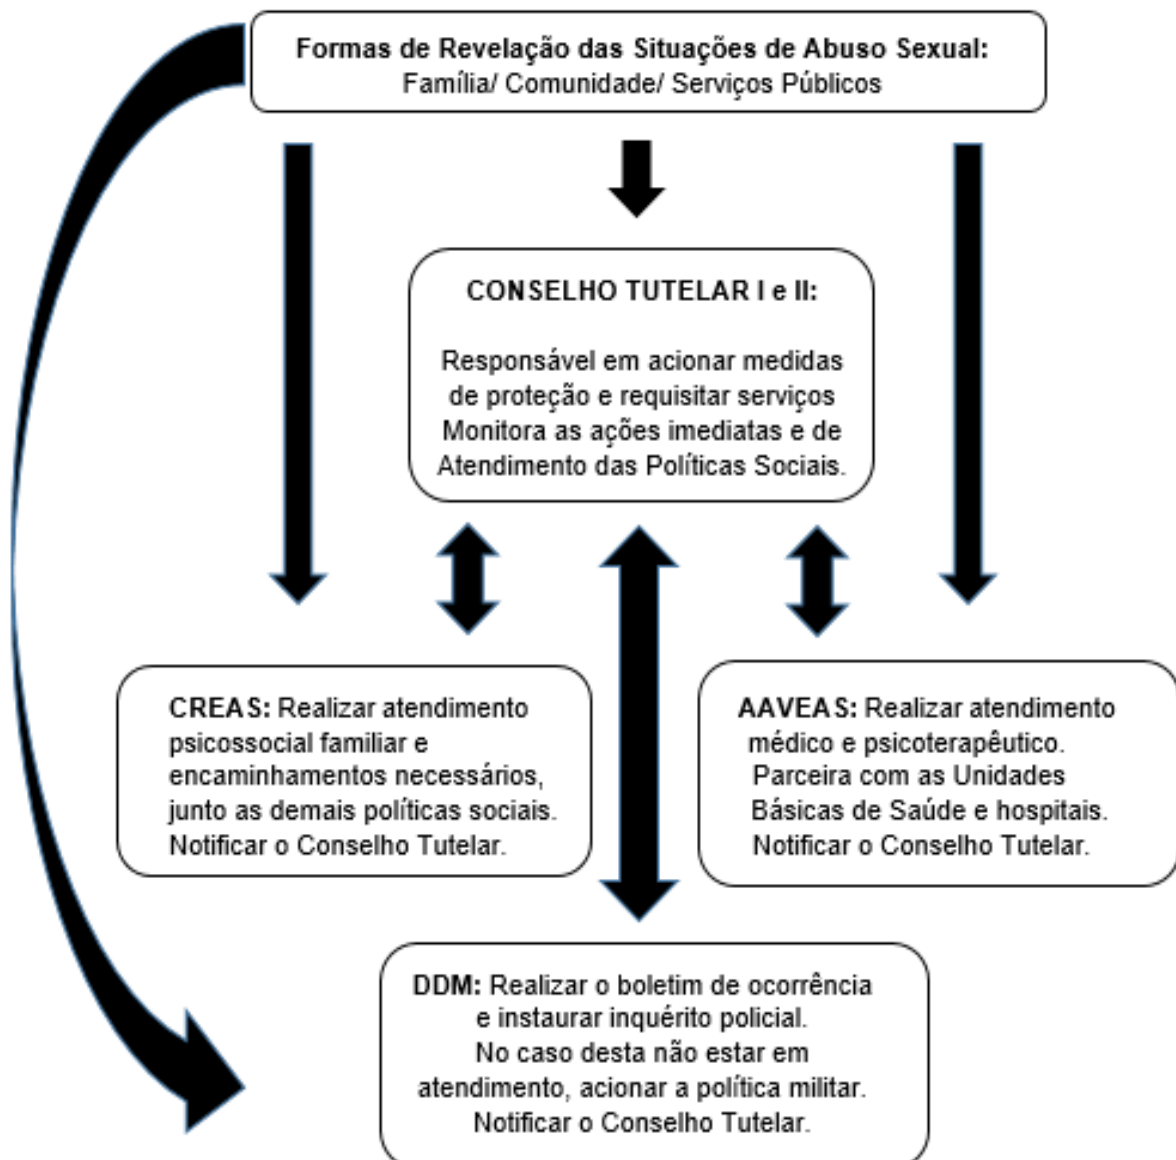 Formas de Revelação das Situações de Abuso Sexual:
Família/ Comunidade/ Serviços Públicos
CONSELHO TUTELAR I e II:
Responsável em acionar medidas
de proteção e requisitar serviços
Monitora as ações imediatas e de
Atendimento das Políticas Sociais.
CREAS: Realizar atendimento
psicossocial familiar e
encaminhamentos necessários,
junto as demais políticas sociais.
Notificar o Conselho Tutelar.
AAVEAS: Realizar atendimento
médico e psicoterapêutico.
Parceira com as Unidades
Básicas de Saúde e hospitais.
Notificar o Conselho Tutelar.
DDM: Realizar o boletim de ocorrência
e instaurar inquérito policial.
No caso desta não estar em
atendimento, acionar a política militar.
Notificar o Conselho Tutelar.